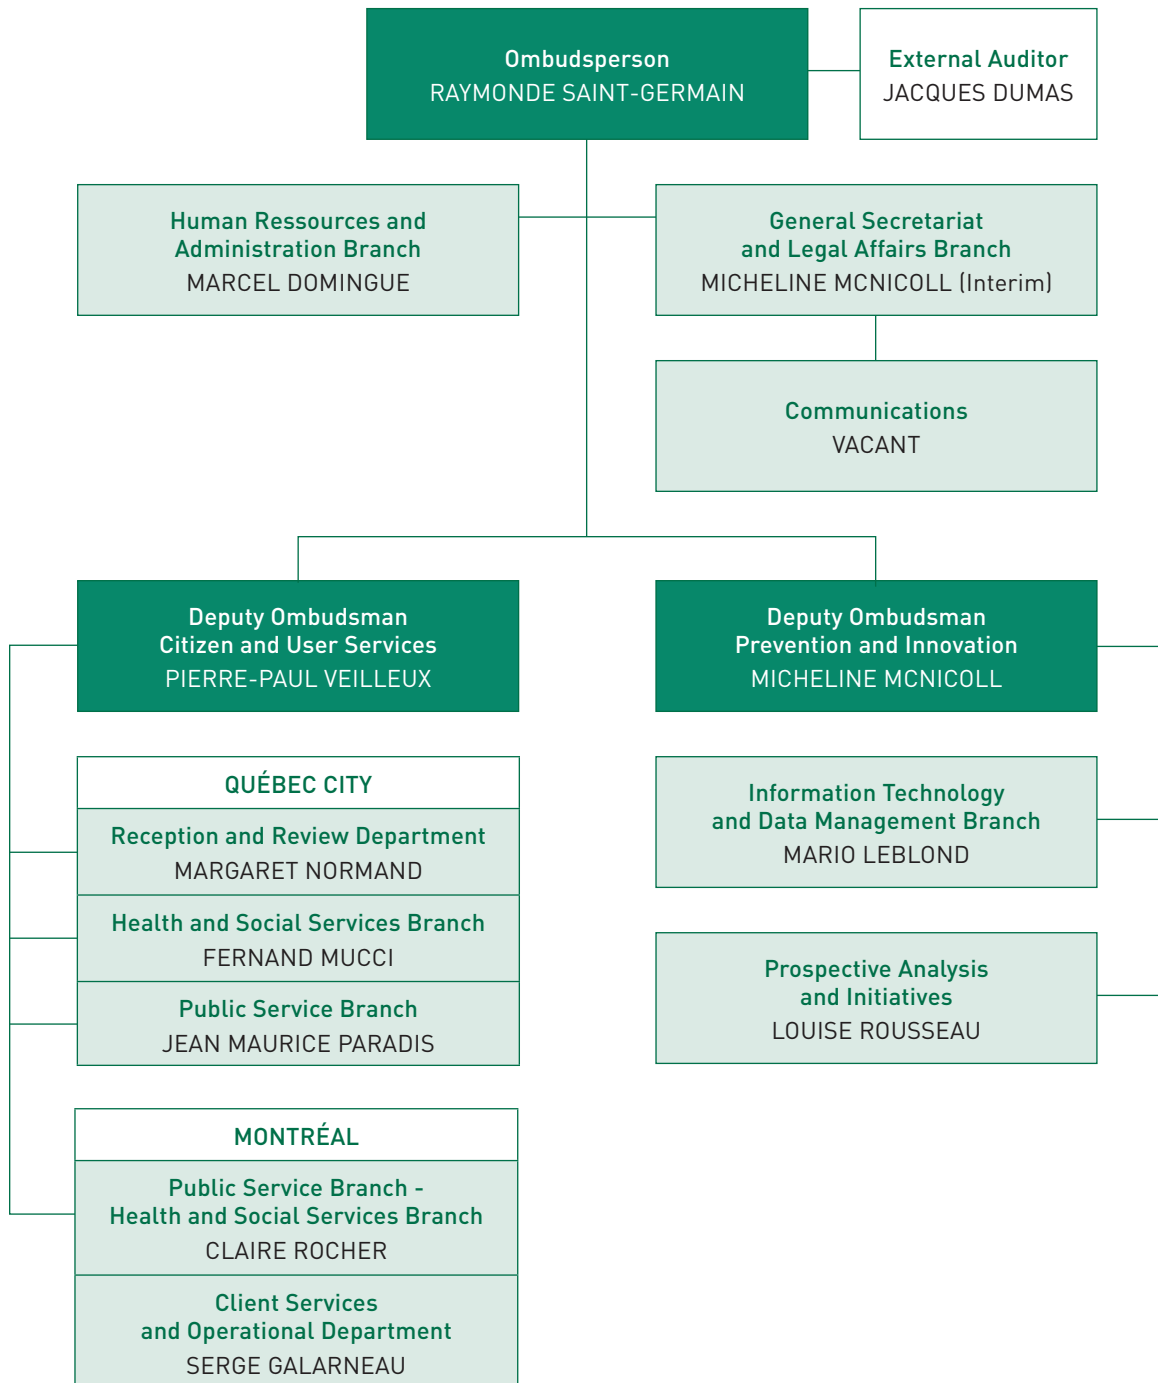 Ombudsperson
RAYMONDE SAINT-GERMAIN
External Auditor
JACQUES DUMAS
Human Ressources and
Administration Branch
MARCEL DOMINGUE
General Secretariat
and Legal Affairs Branch
MICHELINE MCNICOLL (Interim)
Communications
VACANT
Deputy Ombudsman
Citizen and User Services
PIERRE-PAUL VEILLEUX
Deputy Ombudsman
Prevention and Innovation
MICHELINE MCNICOLL
QUÉBEC CITY
Reception and Review Department
MARGARET NORMAND
Health and Social Services Branch
FERNAND MUCCI
Public Service Branch
JEAN MAURICE PARADIS
Information Technology
and Data Management Branch
MARIO LEBLOND
Prospective Analysis
and Initiatives
LOUISE ROUSSEAU
MONTRÉAL
Public Service Branch -
Health and Social Services Branch
CLAIRE ROCHER
Client Services
and Operational Department
SERGE GALARNEAU